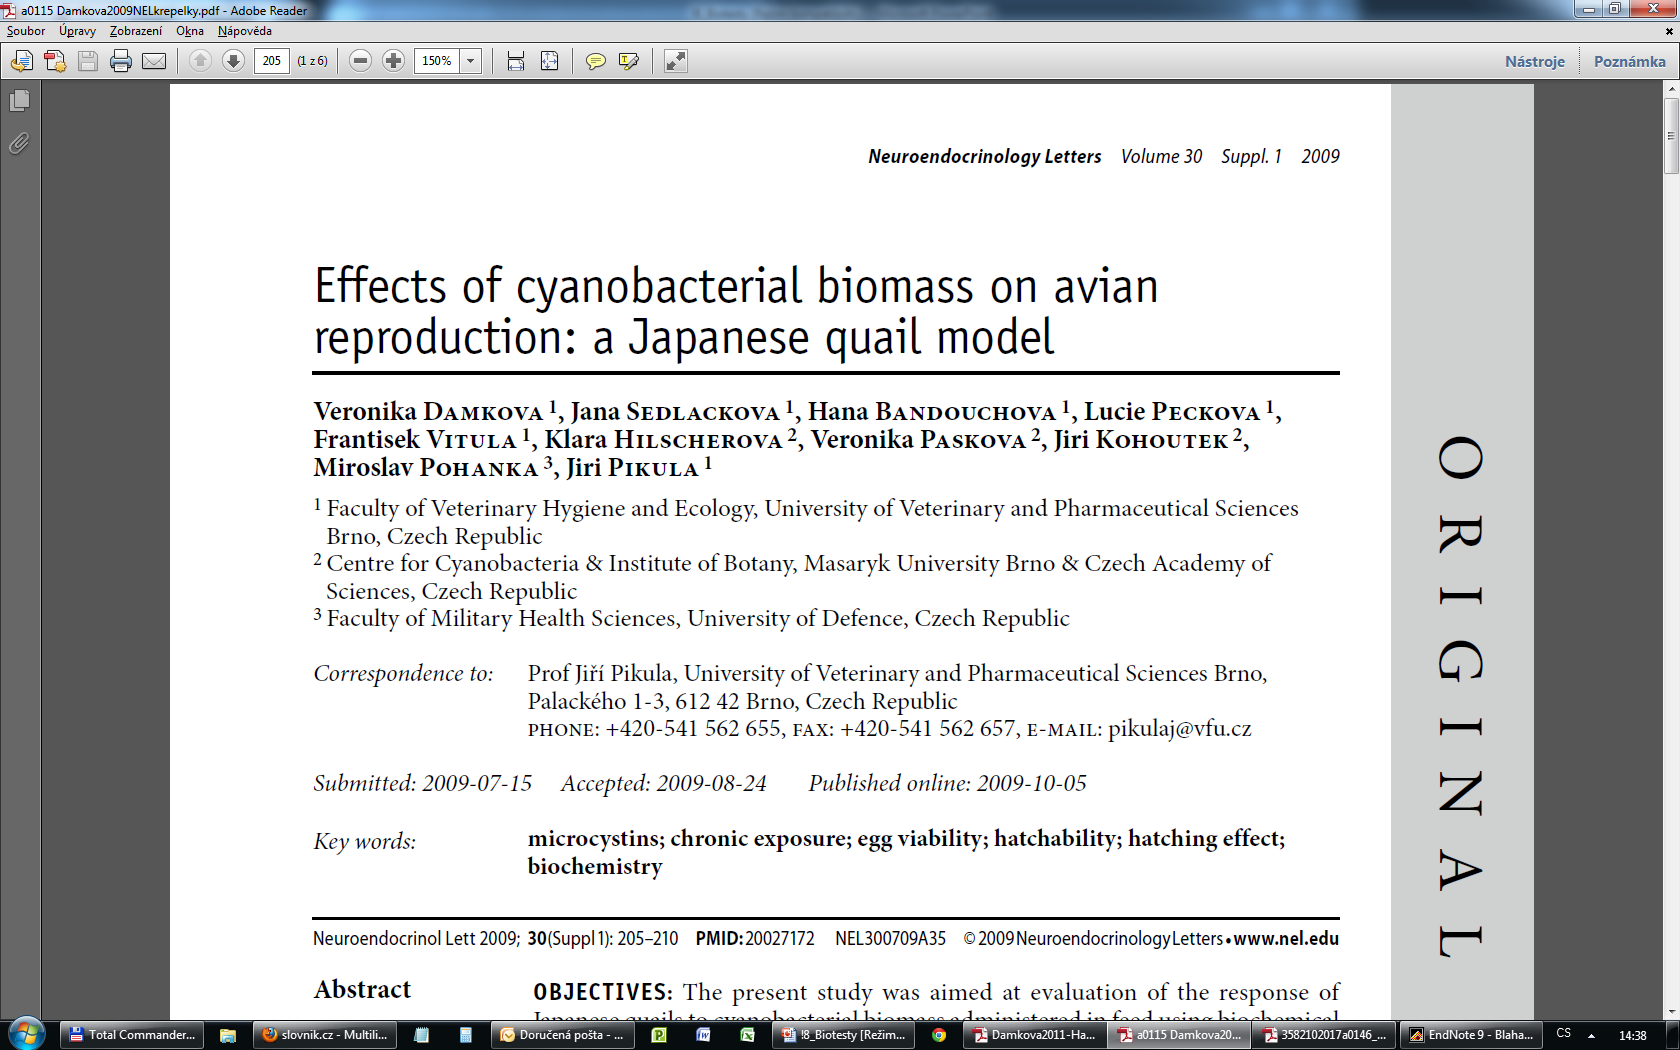 a0115 Damkova2009NELkrepelky.pdf - Adobe Reader
Soubor Úpravy Zobrazení Okna Nápověda
205 (1 z 6) 150% Nástroje Poznámka
Neuroendocrinology Letters Volume 30 Suppl. 1 2009
Effects of cyanobacterial biomass on avian
reproduction: a Japanese quail model
Veronika Damkova 1, Jana Sedlackova 1, Hana Bandouchova 1, Lucie Peckova 1,
Frantisek Vitula 1, Klara Hilscherova 2, Veronika Paskova 2, Jiri Kohoutek 2,
Miroslav Pohanka 3, Jiri Pikula 1
1 Faculty of Veterinary Hygiene and Ecology, University of Veterinary and Pharmaceutical Sciences
Brno, Czech Republic
2 Centre for Cyanobacteria & Institute of Botany, Masaryk University Brno & Czech Academy of
Sciences, Czech Republic
3 Faculty of Military Health Sciences, University of Defence, Czech Republic
Correspondence to: Prof Jiří Pikula, University of Veterinary and Pharmaceutical Sciences Brno,
Palackého 1-3, 612 42 Brno, Czech Republic
PHONE: +420-541 562 655, FAX: +420-541 562 657, E-MAIL: pikulaj@vfu.cz
Submitted: 2009-07-15 Accepted: 2009-08-24 Published online: 2009-10-05
Key words: microcystins; chronic exposure; egg viability; hatchability; hatching effect;
biochemistry
Neuroendocrinol Lett 2009; 30(Suppl 1): 205–210 PMID: 20027172 NEL300709A35 © 2009 Neuroendocrinology Letters • www.nel.edu
Abstract OBJECTIVES: The present study was aimed at evaluation of the response of
Japanese quails to cyanobacterial biomass administered in feed using biochemical
ORIGINAL
Total Commander... slovnik.cz - Multili... Doručená pošta - ... !8_Biotesty [Režim... Damkova2011-Ha... a0115 Damkova20... 3582102017a0146_... EndNote 9 - Blaha... CS 14:38